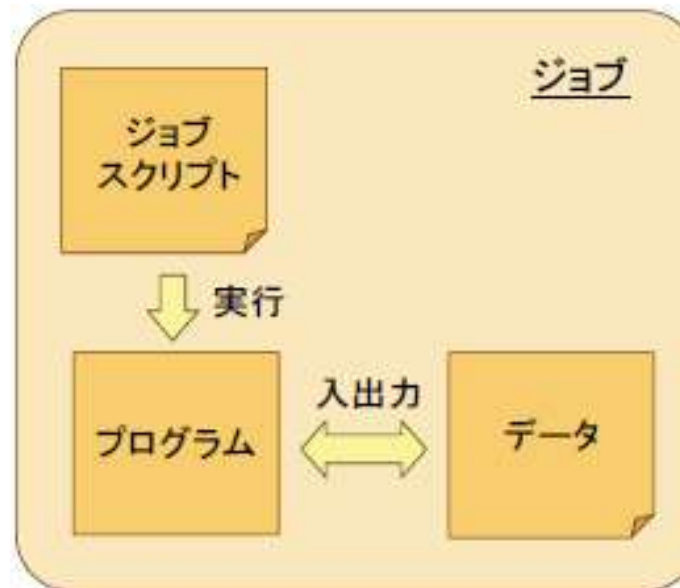 ジョブ
ジョブ
スクリプト
実行
プログラム
入出力
データ